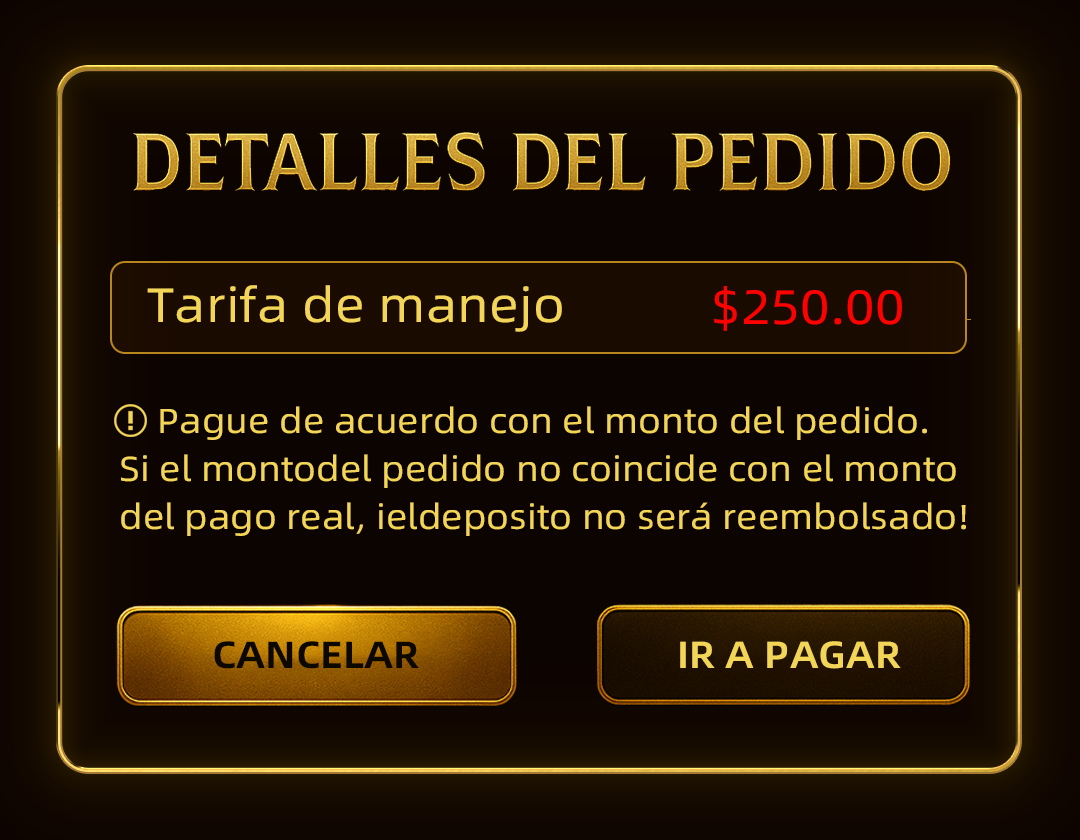 DETALLES DEL PEDIDO
Tarifa de manejo $250.00
! Pague de acuerdo con el monto del pedido.
Si el montodel pedido no coincide con el monto
del pago real, ieldeposito no será reembolsado!
CANCELAR IR A PAGAR